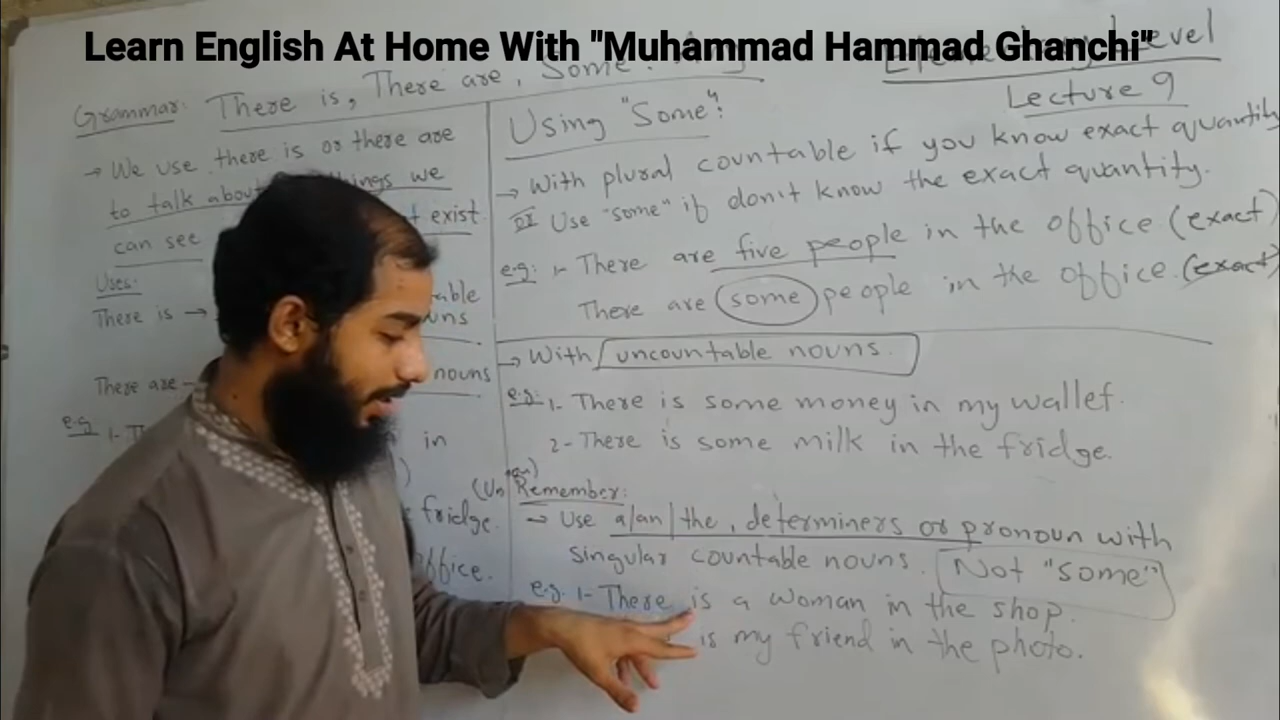 Learn English At Home With "Muhammad Hammad Ghanchi"
Level
Lecture 9
Grammar: There is, There are, Some
→ We use there is or there are
to talk about things we
can see exist
Uses:
There is →
There are nouns
e.g 1-
in
fridge.
office.
Using "Some":
→ With plural countable if you know exact quantity
Use "some" if don't know the exact quantity.
e.g: 1- There are five people in the office (exact)
There are some people in the office. (exact)
→ With uncountable nouns.
e.g: 1- There is some money in my wallet.
2- There is some milk in the fridge.
Remember:
→ Use a/an/the, determiners or pronoun with
singular countable nouns. Not "some"
e.g. 1- There is a woman in the shop.
is my friend in the photo.